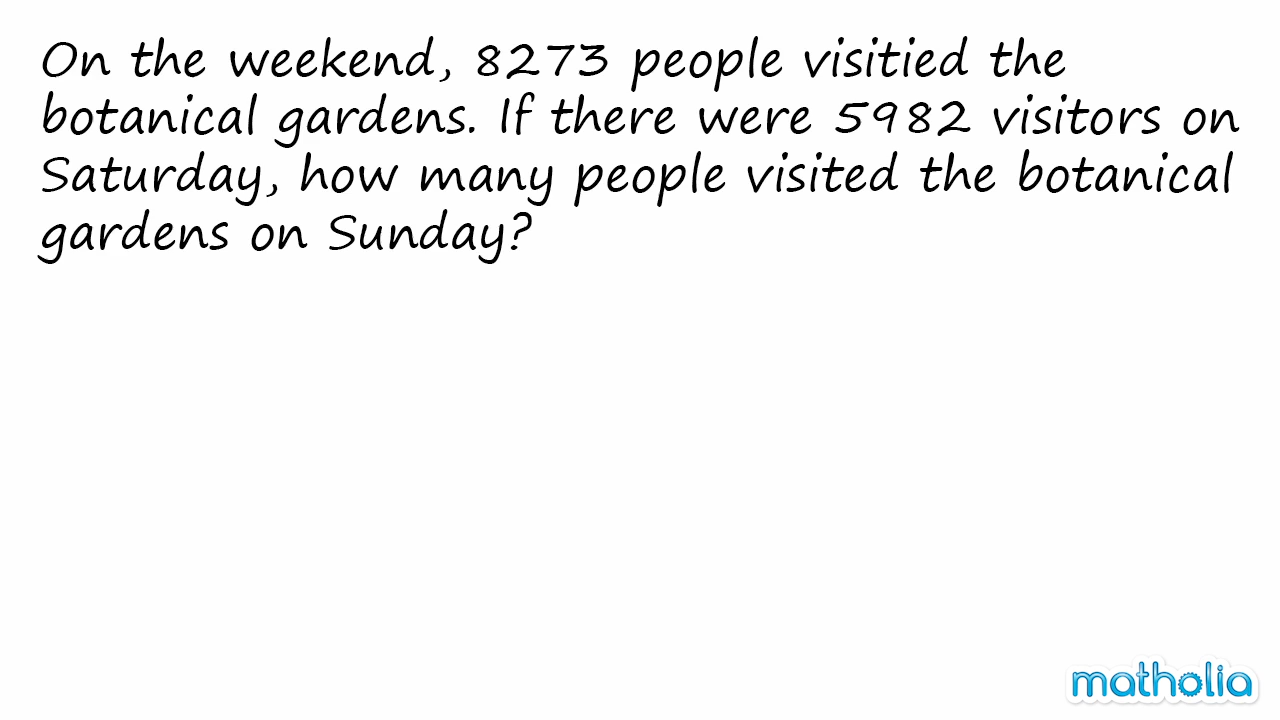 On the weekend, 8273 people visitied the
botanical gardens. If there were 5982 visitors on
Saturday, how many people visited the botanical
gardens on Sunday?
matholia